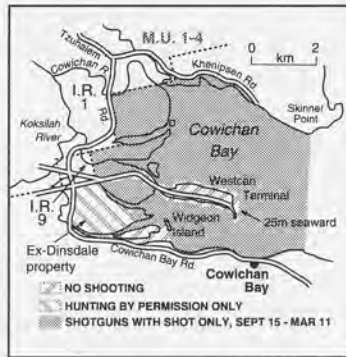 M.U. 1-4
Tzuhalem
Cowichan R.
Khenipsen Rd
0 2
km
I.R.
1
Rd
Skinner
Point
Koksilah
River
Cowichan
Bay
Westcan
Terminal
I.R.
9
25m seaward
Widgeon
Island
Ex-Dinsdale
property
Cowichan Bay Rd.
Cowichan
Bay
NO SHOOTING
HUNTING BY PERMISSION ONLY
SHOTGUNS WITH SHOT ONLY, SEPT 15 - MAR 11